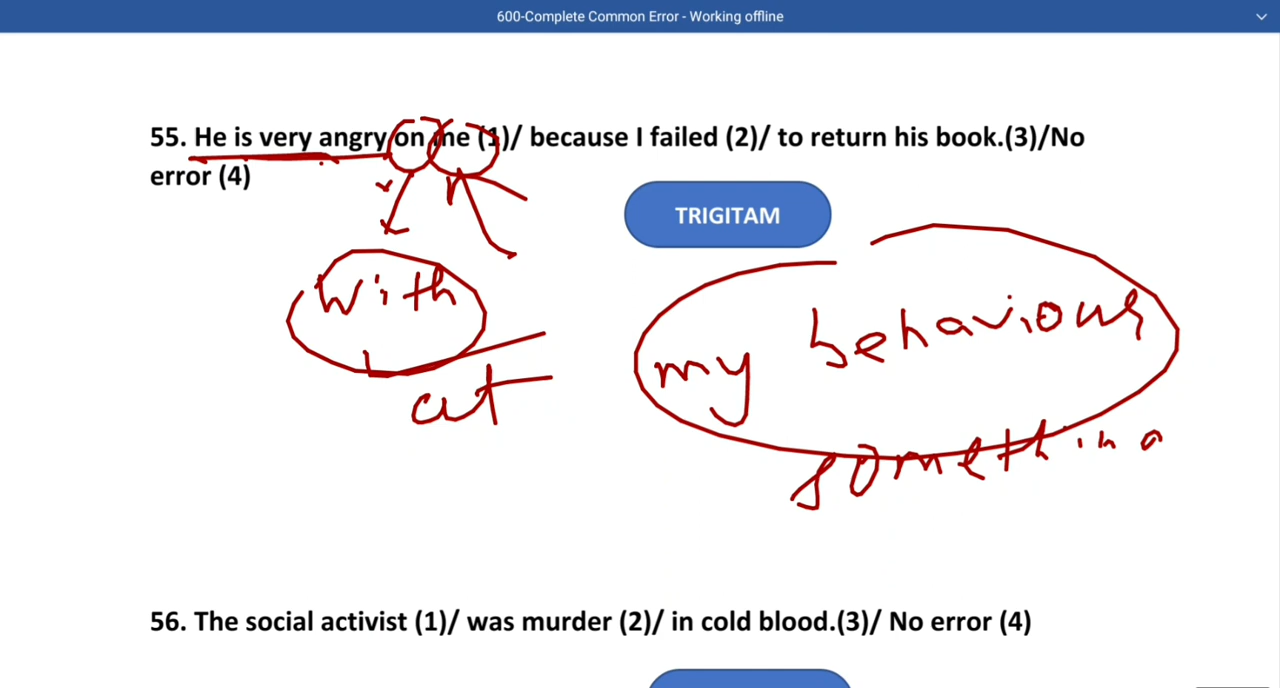 600-Complete Common Error - Working offline
55. He is very angry on me (1)/ because I failed (2)/ to return his book.(3)/No
error (4)
TRIGITAM
with
my behaviour
at
somethin
56. The social activist (1)/ was murder (2)/ in cold blood.(3)/ No error (4)